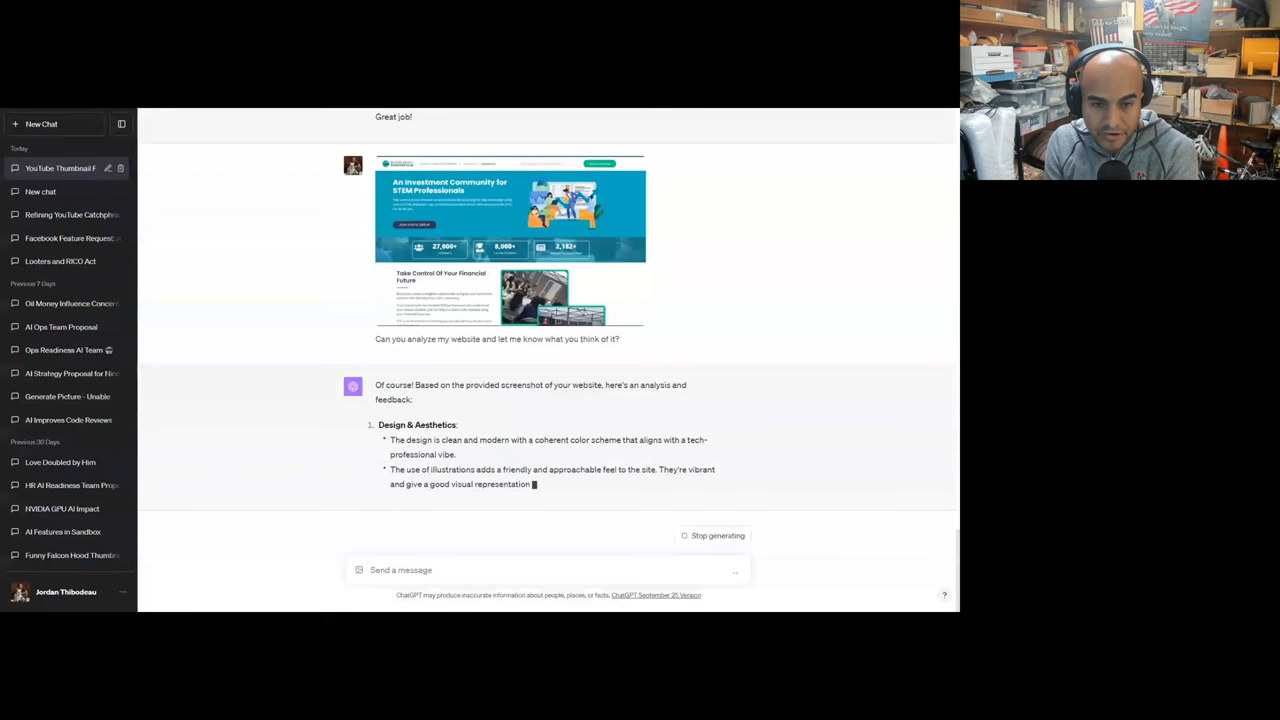 New Chat
Today
YouTube Thumbnail F
New chat
Refining YouTube Catchphra
Facebook Feature Request:
Looters and RICO Act
Previous 7 Days
Oil Money Influence Concern
AI Ops Team Proposal
Ops Readiness AI Team
AI Strategy Proposal for Nice
Generate Picture - Unable
AI Improves Code Reviews
Previous 30 Days
Love Doubled by Him
HR AI Readiness Team Prop
NVIDIA GPU AI Impact
AI Features in Sandbox
Funny Falcon Hood Thumbn
Jordan Thibodeau
Great job!
An Investment Community for
STEM Professionals
27,000+
8,000+
2,182+
Take Control Of Your Financial
Future
Can you analyze my website and let me know what you think of it?
Of course! Based on the provided screenshot of your website, here's an analysis and
feedback:
1. Design & Aesthetics:
• The design is clean and modern with a coherent color scheme that aligns with a tech-
professional vibe.
• The use of illustrations adds a friendly and approachable feel to the site. They're vibrant
and give a good visual representation
Stop generating
Send a message
ChatGPT may produce inaccurate information about people, places, or facts. ChatGPT September 25 Version
?